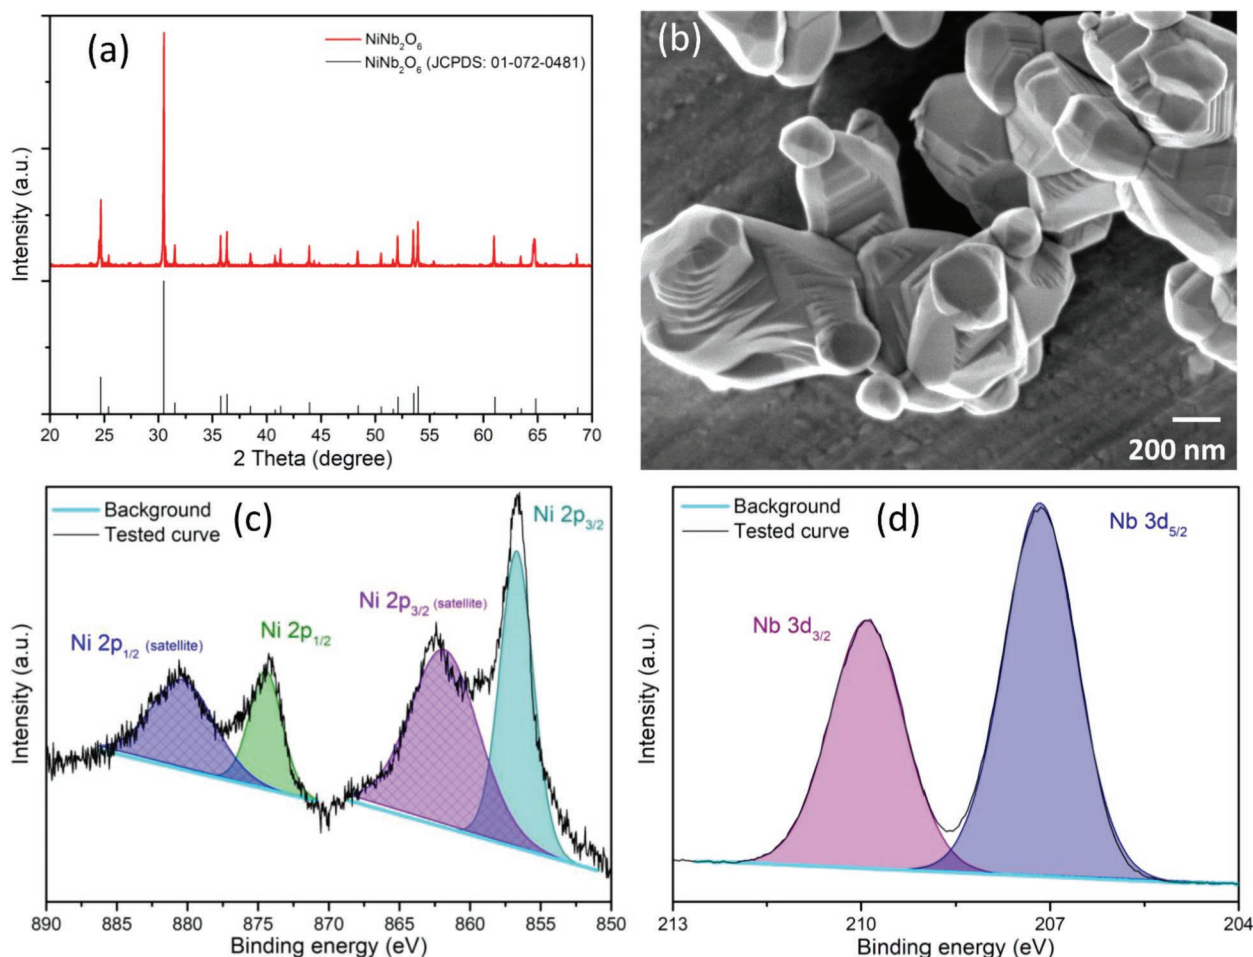 (a)
NiNb₂O₆
NiNb₂O₆ (JCPDS: 01-072-0481)
Intensity (a.u.)
20 25 30 35 40 45 50 55 60 65 70
2 Theta (degree)
(b)
200 nm
(c)
Background
Tested curve
Ni 2p₃/₂
Ni 2p₃/₂ (satellite)
Ni 2p₁/₂
Ni 2p₁/₂ (satellite)
Intensity (a.u.)
890 885 880 875 870 865 860 855 850
Binding energy (eV)
(d)
Background
Tested curve
Nb 3d₅/₂
Nb 3d₃/₂
Intensity (a.u.)
213 210 207 204
Binding energy (eV)